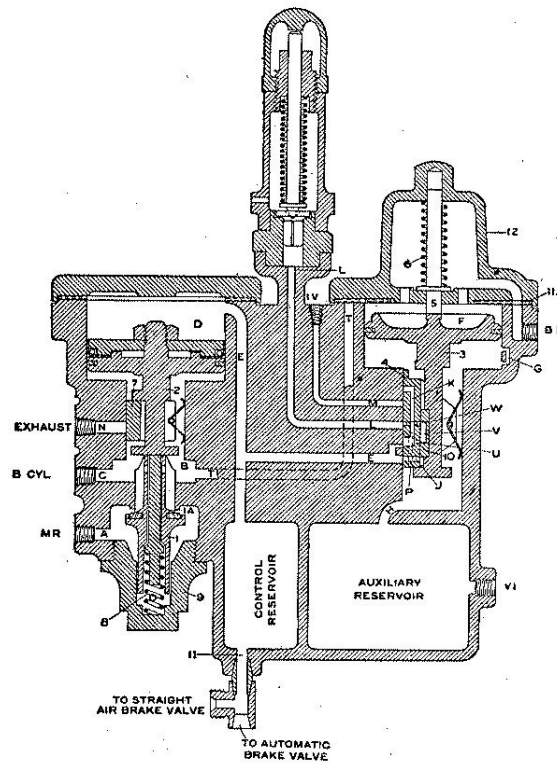 L
12
6
IV
T
S
11.
D
F
B
E
3
4
G
K
7
2
M
W
EXHAUST
N
L
V
U
10
B CYL
C
B
T
E
P
J
1A
MR
A
1
CONTROL
RESERVOIR
AUXILIARY
RESERVOIR
VI
8
9
11
TO STRAIGHT
AIR BRAKE VALVE
TO AUTOMATIC
BRAKE VALVE